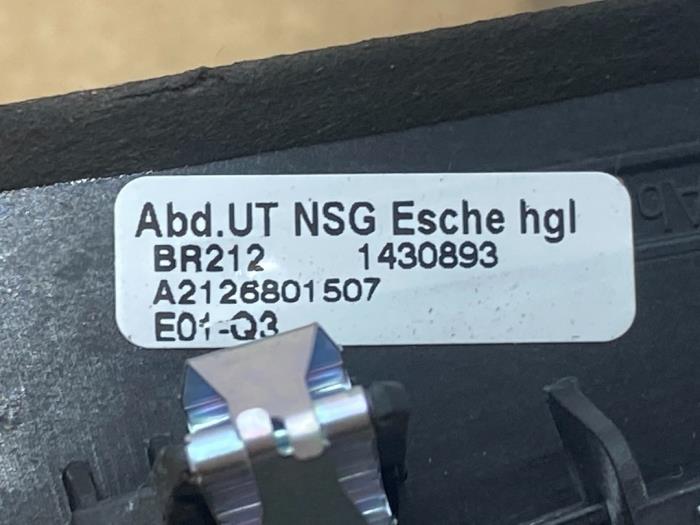 Abd.UT NSG Esche hgl
BR212 1430893
A2126801507
E01-Q3